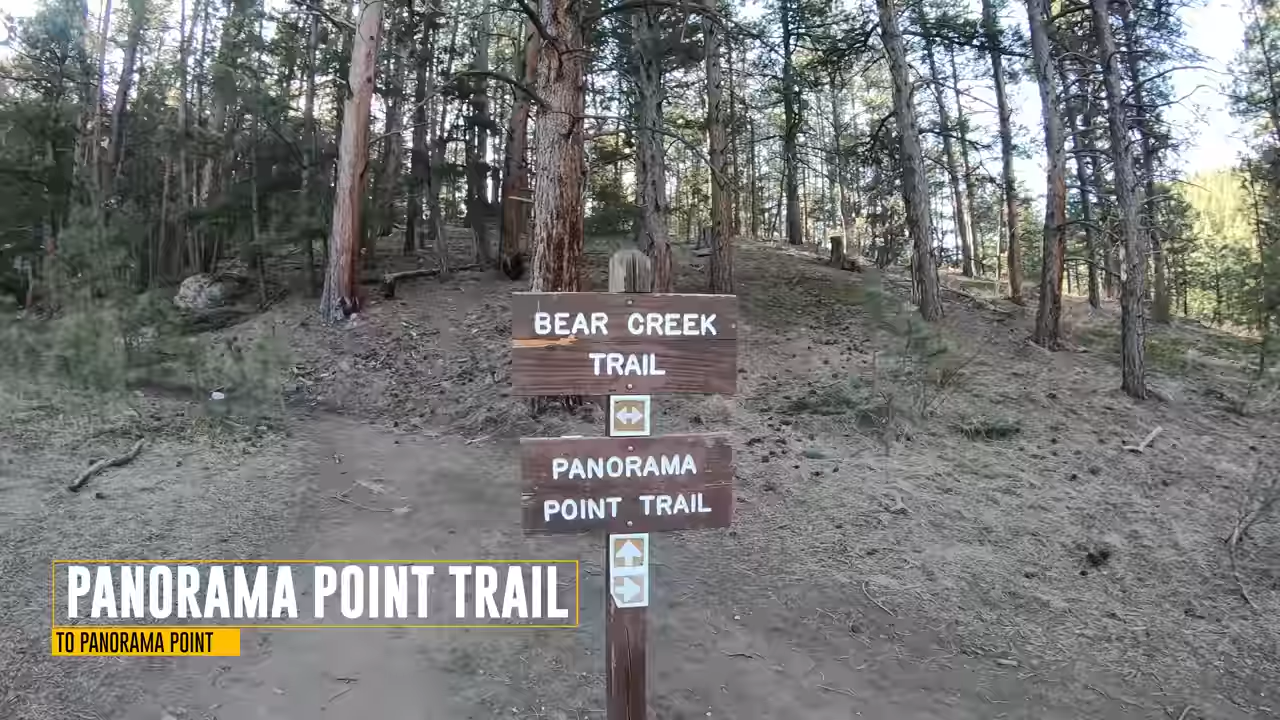 BEAR CREEK
TRAIL
PANORAMA
POINT TRAIL
PANORAMA POINT TRAIL
TO PANORAMA POINT